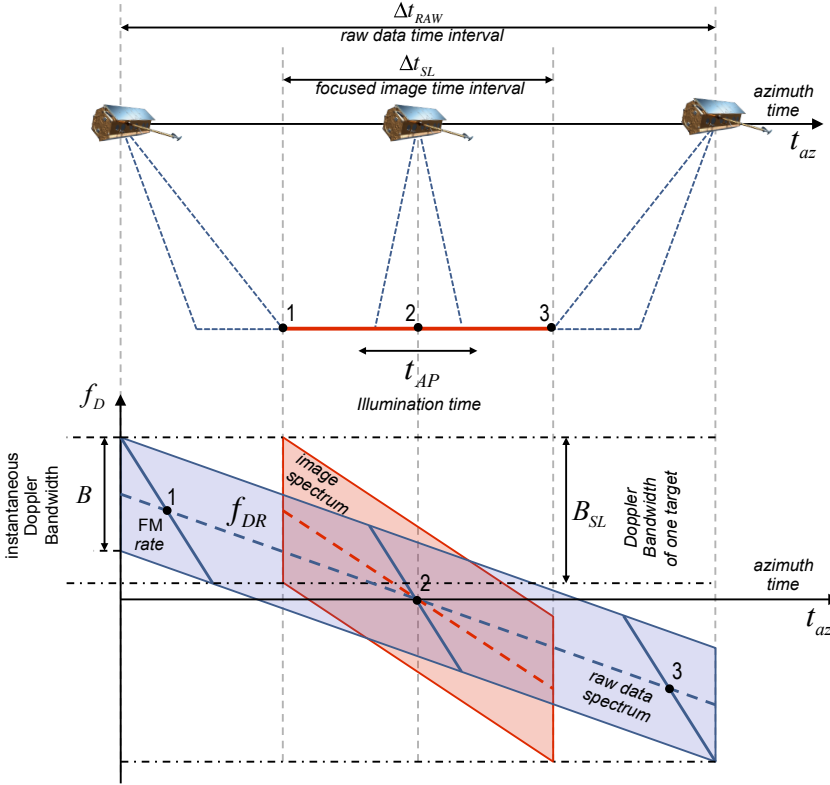 Δt_RAW
raw data time interval
Δt_SL
focused image time interval
azimuth
time
t_az
1
2
3
t_AP
Illumination time
f_D
instantaneous
Doppler
Bandwidth
B
1
FM
rate
f_DR
image
spectrum
B_SL
Doppler
Bandwidth
of one target
2
azimuth
time
t_az
3
raw data
spectrum